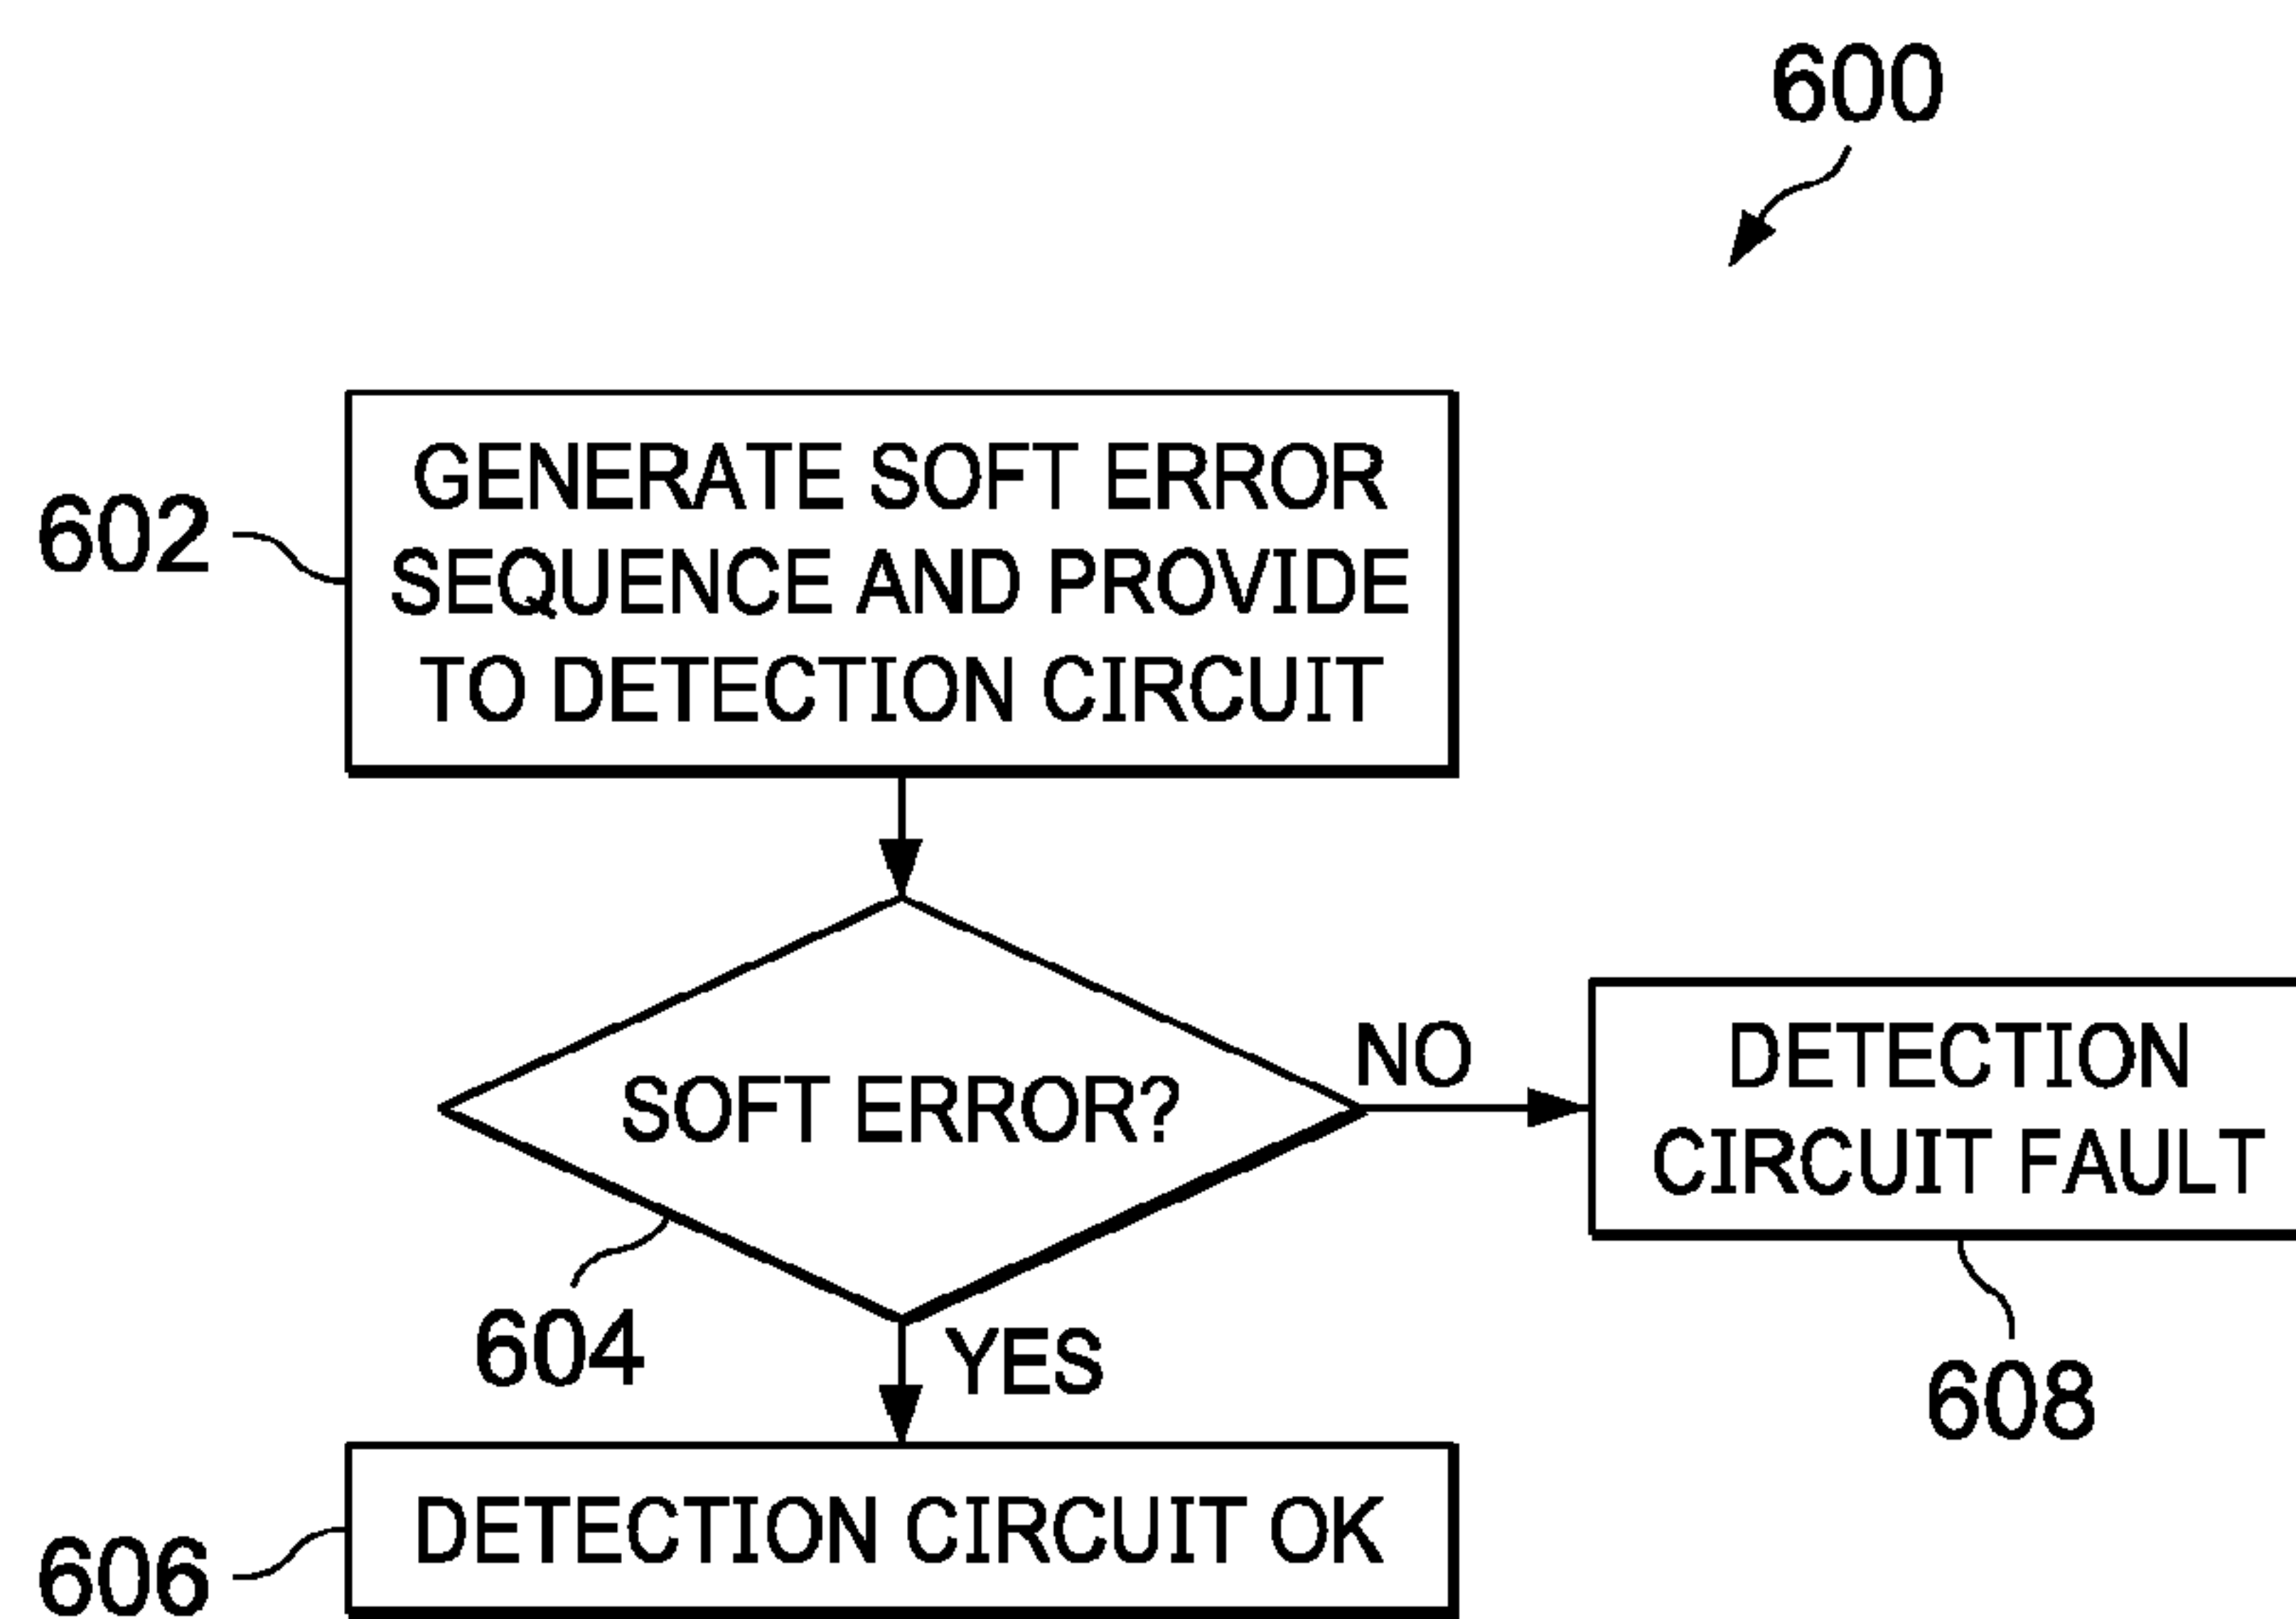 600
602
GENERATE SOFT ERROR
SEQUENCE AND PROVIDE
TO DETECTION CIRCUIT
SOFT ERROR?
NO
DETECTION
CIRCUIT FAULT
604
YES
608
606
DETECTION CIRCUIT OK